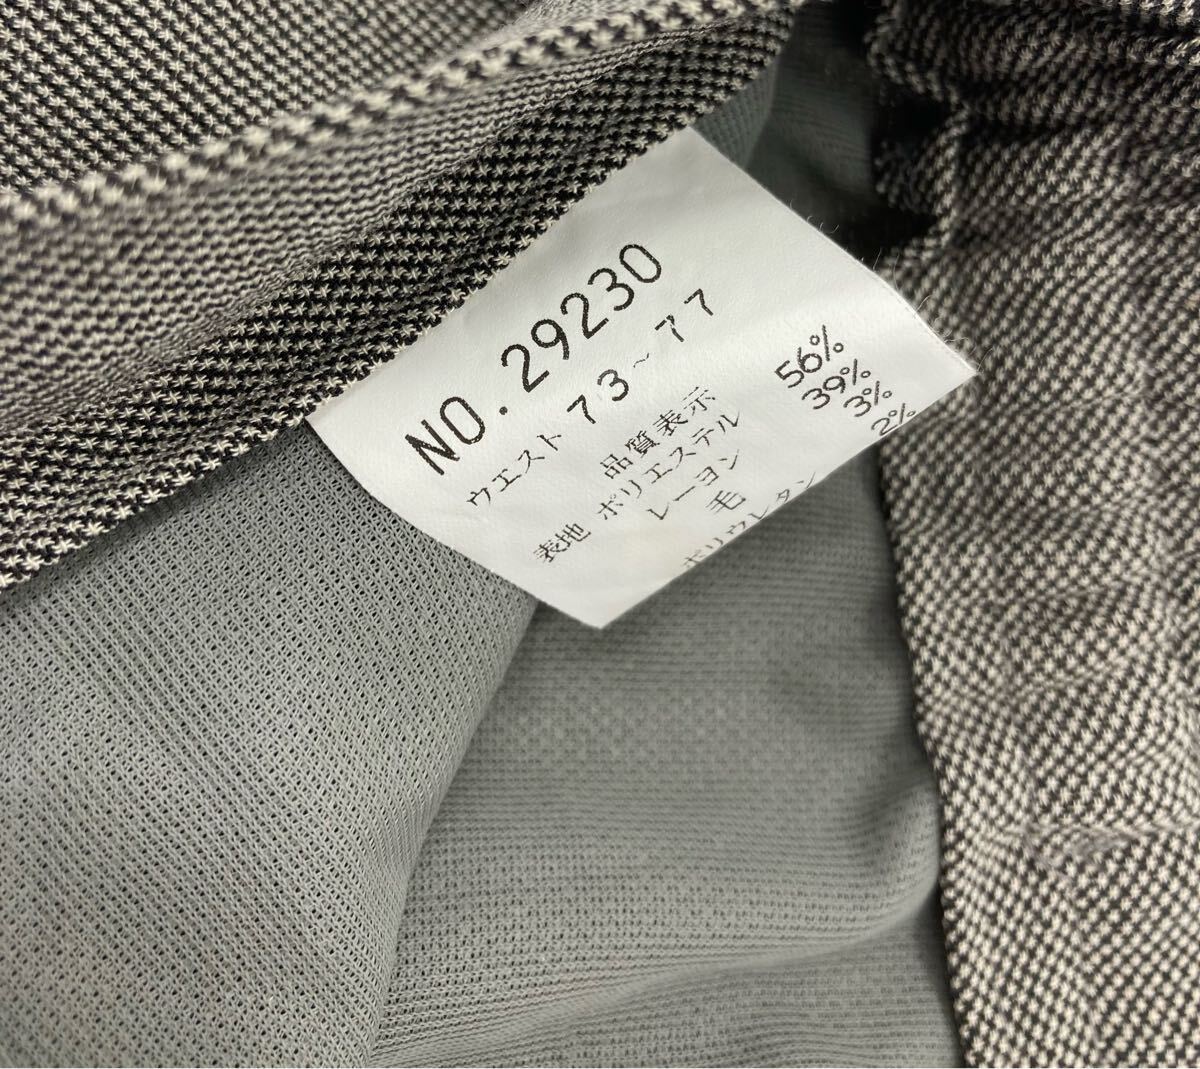 NO.29230
ウエスト 73~77
品質表示
表地 ポリエステル 56%
レーヨン 39%
毛 3%
ポリウレタン 2%